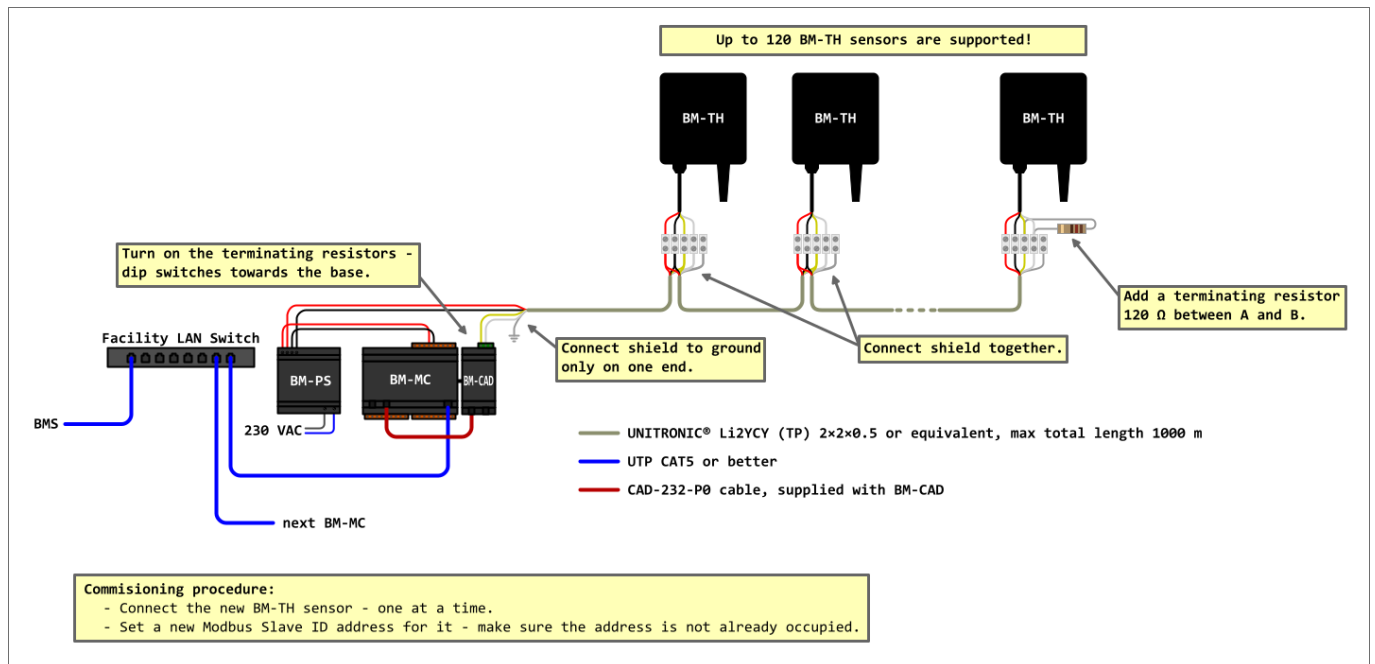 Up to 120 BM-TH sensors are supported!
BM-TH
BM-TH
BM-TH
Turn on the terminating resistors -
dip switches towards the base.
Add a terminating resistor
120 Ω between A and B.
Facility LAN Switch
Connect shield to ground
only on one end.
Connect shield together.
BM-PS
BM-MC
BM-CAD
BMS
230 VAC
UNITRONIC® Li2YCY (TP) 2×2×0.5 or equivalent, max total length 1000 m
UTP CAT5 or better
CAD-232-P0 cable, supplied with BM-CAD
next BM-MC
Commisioning procedure:
- Connect the new BM-TH sensor - one at a time.
- Set a new Modbus Slave ID address for it - make sure the address is not already occupied.